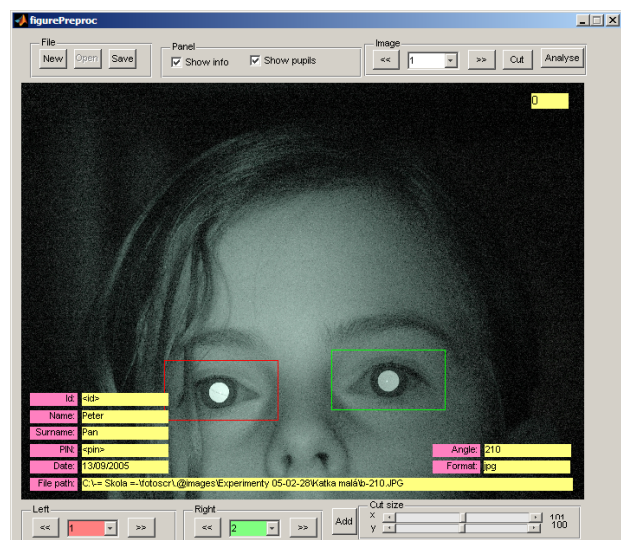 figurePreproc
File
Panel
Image
New Open Save
Show info Show pupils
<< 1 >> Cut Analyse
0
Id: <id>
Name: Peter
Surname: Pan
PIN: <pin>
Angle: 210
Date: 13/09/2005
Format: jpg
File path: C:\-= Skola =-\fotoscr\.@images\Experimenty 05-02-28\Katka malá\b-210.JPG
Left
Right
Cut size
<< 1 >>
<< 2 >>
Add
x 101
y 100